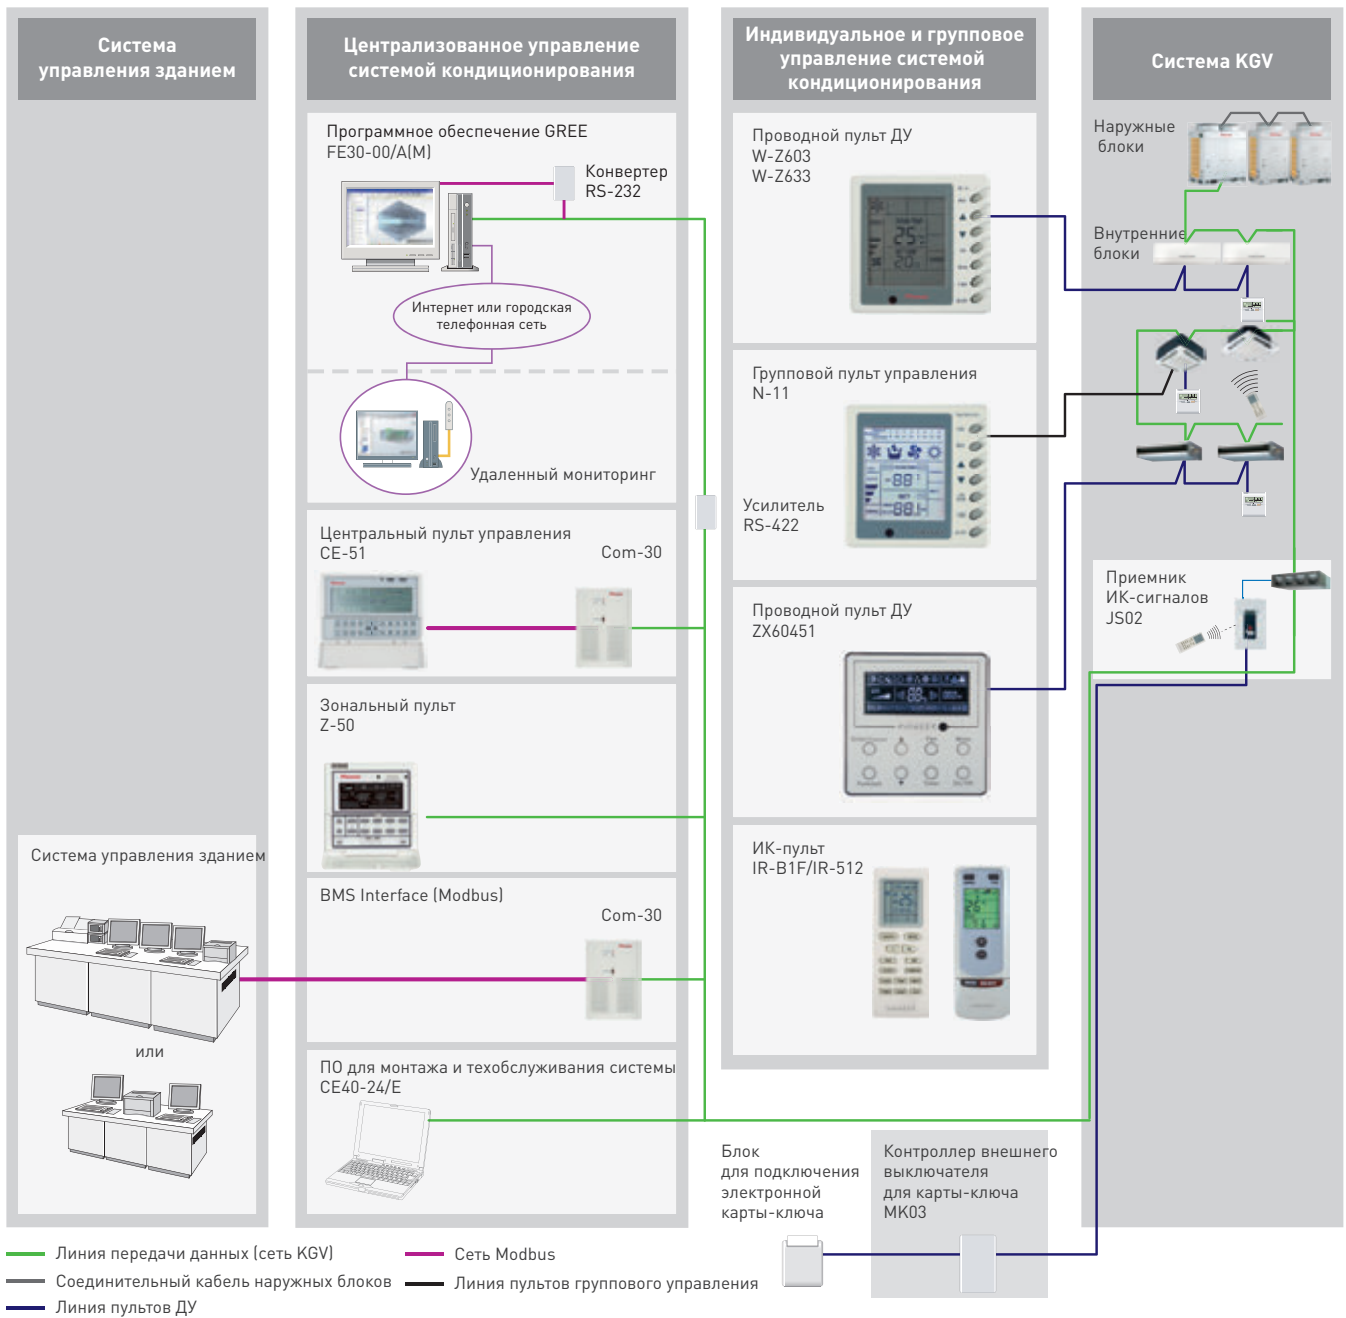 Система
управления зданием
Система управления зданием
или
Централизованное управление
системой кондиционирования
Программное обеспечение GREE
FE30-00/A(M)
Конвертер
RS-232
Интернет или городская
телефонная сеть
Удаленный мониторинг
Центральный пульт управления
CE-51
Com-30
Зональный пульт
Z-50
BMS Interface (Modbus)
Com-30
ПО для монтажа и техобслуживания системы
CE40-24/E
Индивидуальное и групповое
управление системой
кондиционирования
Проводной пульт ДУ
W-Z603
W-Z633
Групповой пульт управления
N-11
Усилитель
RS-422
Проводной пульт ДУ
ZX60451
ИК-пульт
IR-B1F/IR-512
Система KGV
Наружные
блоки
Внутренние
блоки
Приемник
ИК-сигналов
JS02
Блок
для подключения
электронной
карты-ключа
Контроллер внешнего
выключателя
для карты-ключа
МК03
Линия передачи данных (сеть KGV)
Соединительный кабель наружных блоков
Линия пультов ДУ
Сеть Modbus
Линия пультов группового управления